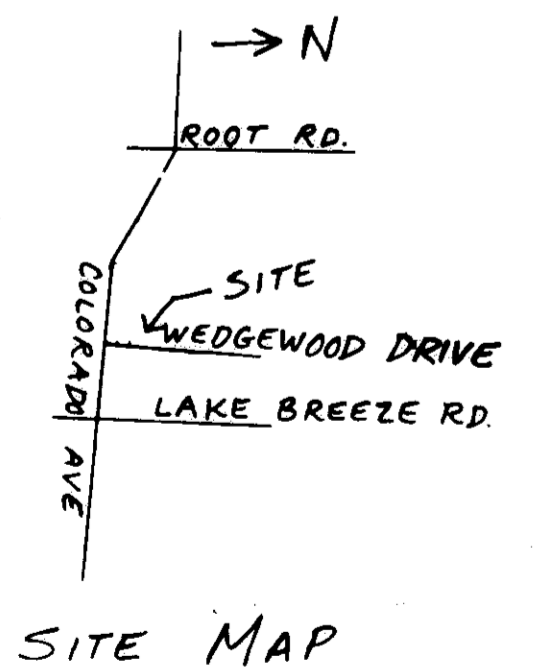 N
ROOT RD.
SITE
WEDGEWOOD DRIVE
COLORADO AVE
LAKE BREEZE RD.
SITE MAP